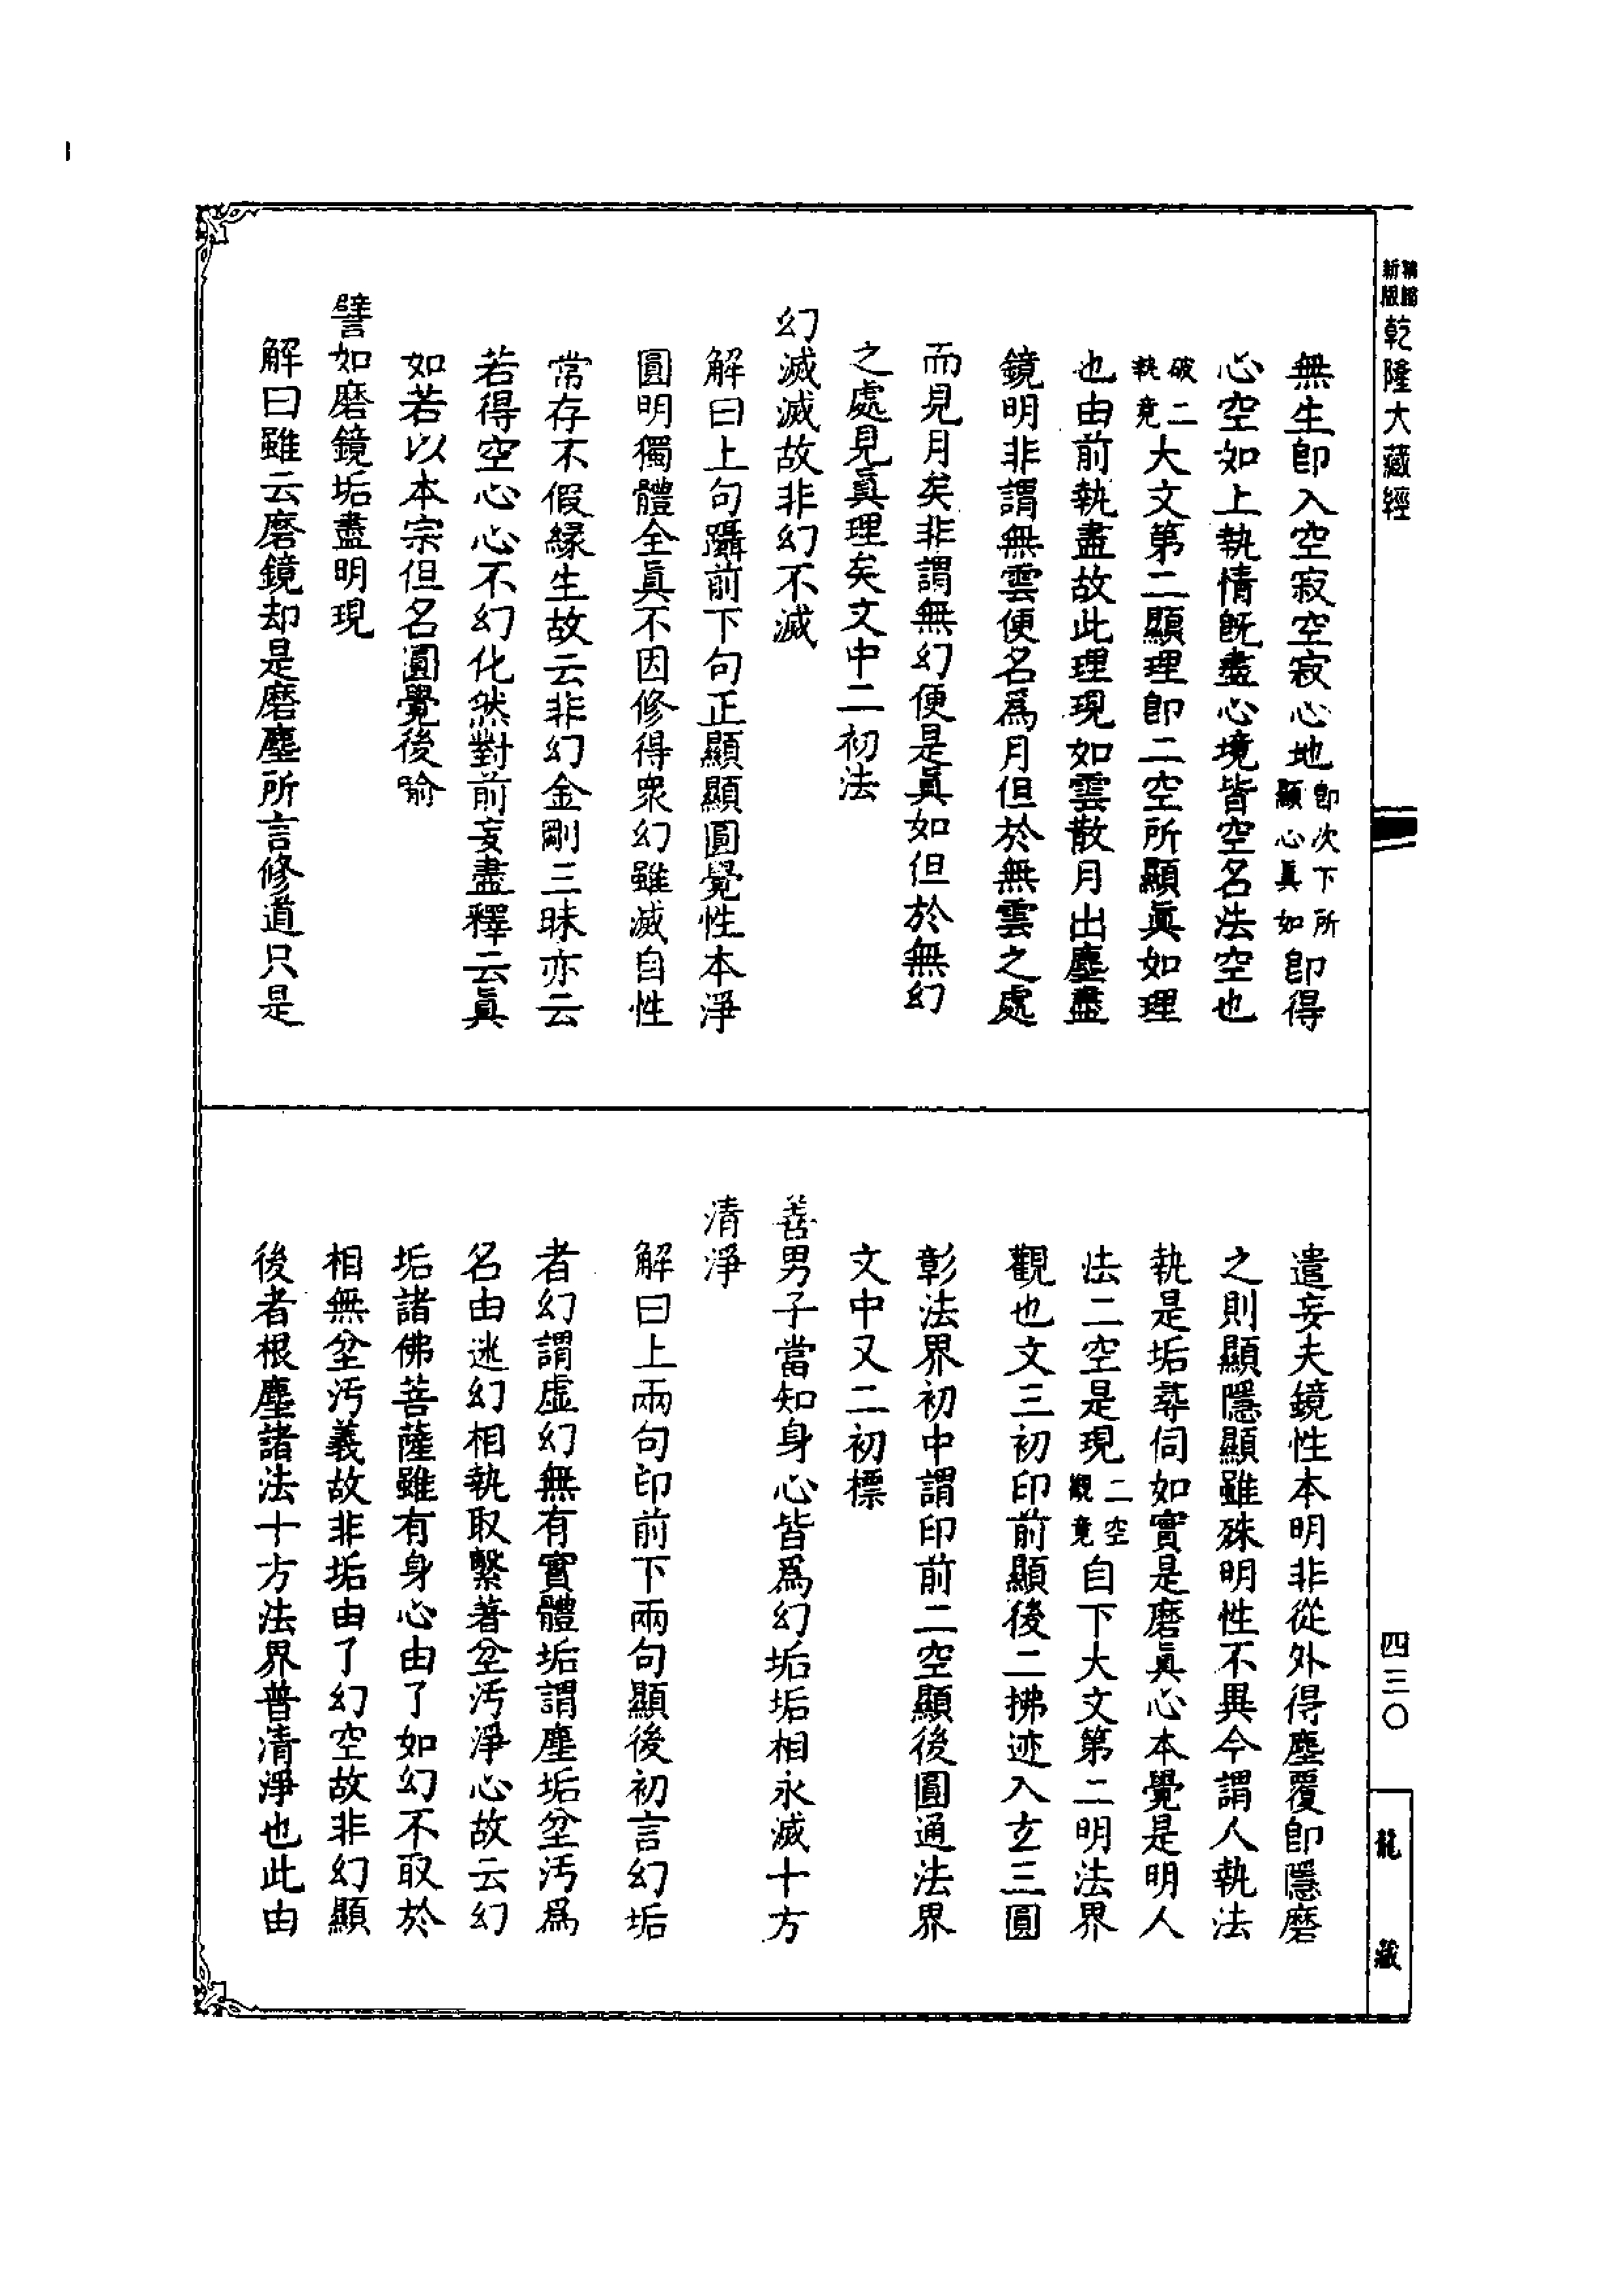 新版精縮乾隆大藏經
無生卽入空寂空寂心地卽次下所顯心眞如卽得
心空如上執情旣盡心境皆空名法空也
破二執竟大文第二顯理卽二空所顯眞如理
也由前執盡故此理現如雲散月出塵盡
鏡明非謂無雲便名爲月但於無雲之處
而見月矣非謂無幻便是眞如但於無幻
之處見眞理矣文中二初法
幻滅滅故非幻不滅
解曰上句躡前下句正顯顯圓覺性本淨
圓明獨體全眞不因修得衆幻雖滅自性
常存不假緣生故云非幻金剛三昧亦云
若得空心心不幻化然對前妄盡釋云眞
如若以本宗但名圓覺後喻
譬如磨鏡垢盡明現
解曰雖云磨鏡却是磨塵所言修道只是
遣妄夫鏡性本明非從外得塵覆卽隱磨
之則顯隱顯雖殊明性不異今謂人執法
執是垢尋伺如實是磨眞心本覺是明人
法二空是現二空觀竟自下大文第二明法界
觀也文三初印前顯後二拂迹入玄三圓
彰法界初中謂印前二空顯後圓通法界
文中又二初標
善男子當知身心皆爲幻垢垢相永滅十方
清淨
解曰上兩句印前下兩句顯後初言幻垢
者幻謂虛幻無有實體垢謂塵垢坌汚爲
名由迷幻相執取繫著坌汚淨心故云幻
垢諸佛菩薩雖有身心由了如幻不取於
相無坌汚義故非垢由了幻空故非幻顯
後者根塵諸法十方法界普清淨也此由
四三〇
龍藏